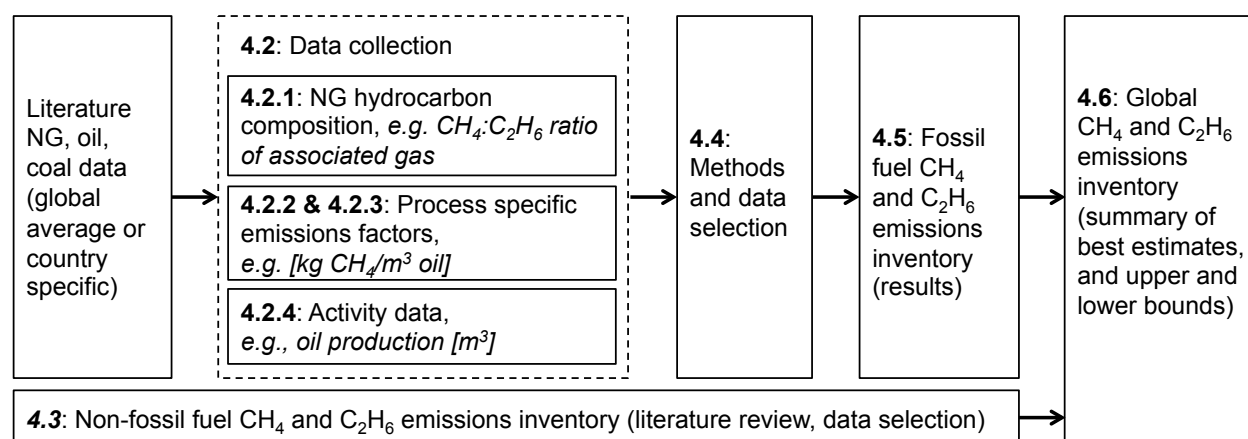 Literature
NG, oil,
coal data
(global
average or
country
specific)
4.2: Data collection
4.2.1: NG hydrocarbon
composition, e.g. CH₄:C₂H₆ ratio
of associated gas
4.2.2 & 4.2.3: Process specific
emissions factors,
e.g. [kg CH₄/m³ oil]
4.2.4: Activity data,
e.g., oil production [m³]
4.4:
Methods
and data
selection
4.5: Fossil
fuel CH₄
and C₂H₆
emissions
inventory
(results)
4.6: Global
CH₄ and C₂H₆
emissions
inventory
(summary of
best estimates,
and upper and
lower bounds)
4.3: Non-fossil fuel CH₄ and C₂H₆ emissions inventory (literature review, data selection)